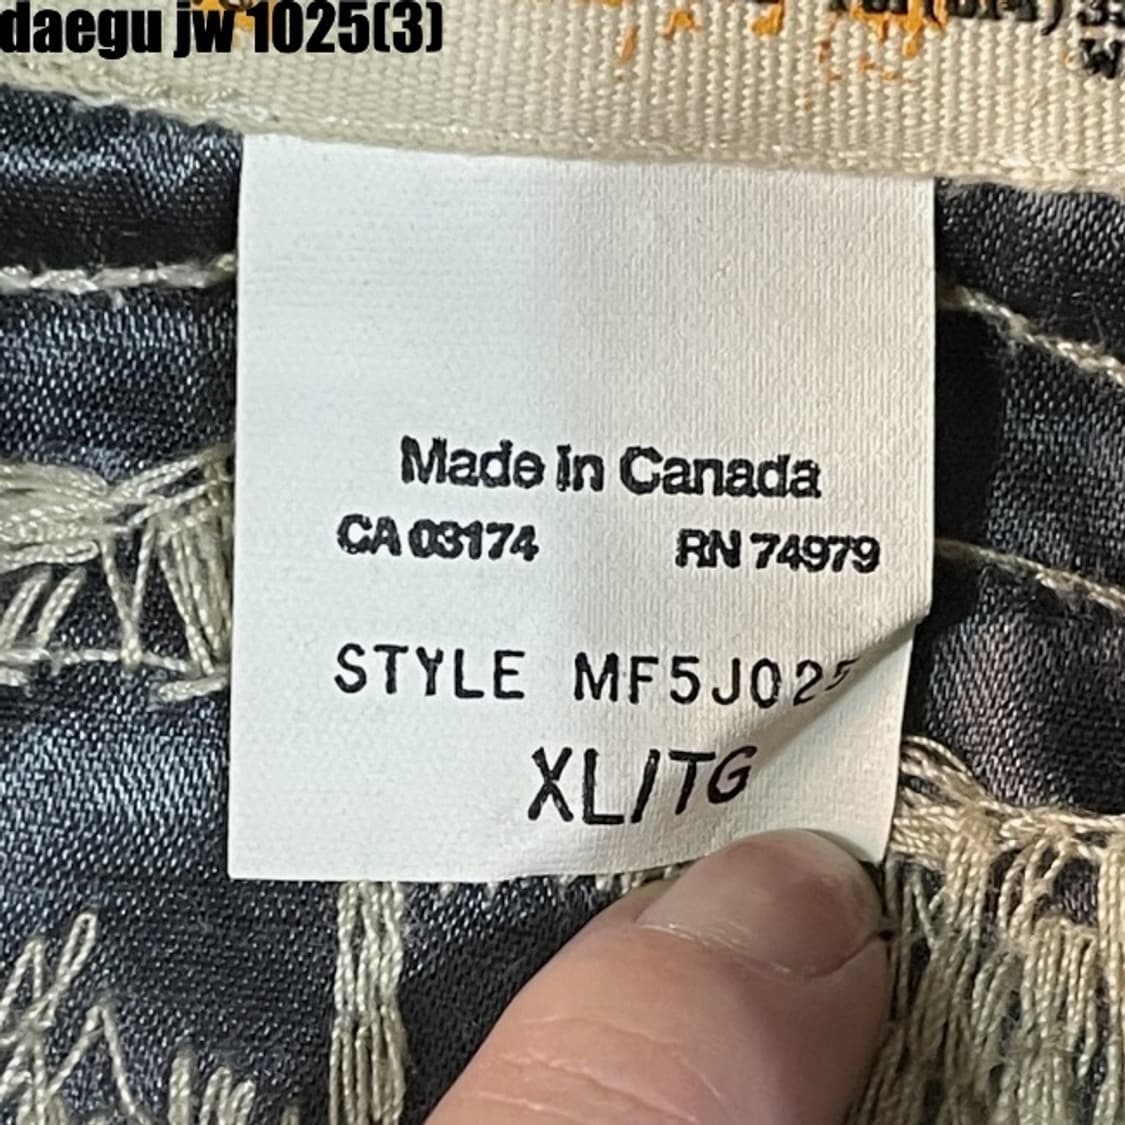 daegu jw 1025(3)
Made in Canada
CA 03174 RN 74979
STYLE MF5J025
XL/TG